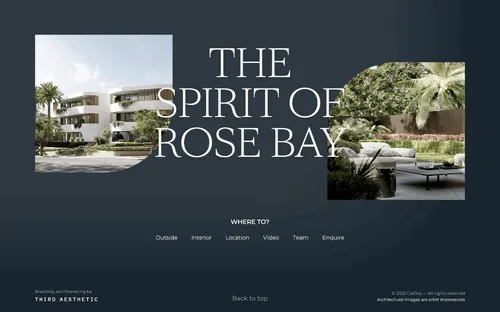 THE
SPIRIT OF
ROSE BAY
WHERE TO?
Outside Interior Location Video Team Enquire
Branding and Marketing by
THIRD AESTHETIC
Back to top
© 2022 Callista — All rights reserved
Architectural images are artist impressions